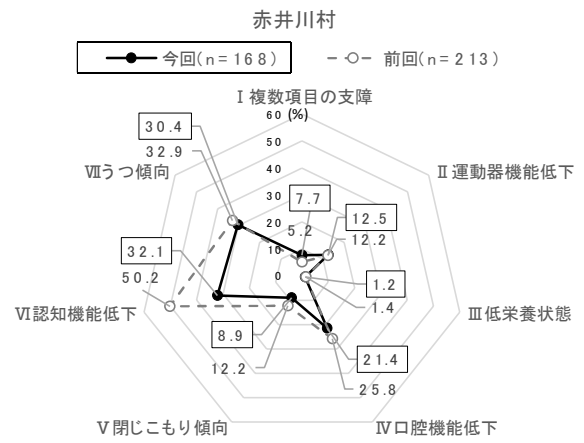 赤井川村
今回(n=168)
前回(n=213)
Ⅰ複数項目の支障
60 (%)
50
40
30
20
10
0
30.4
32.9
Ⅶうつ傾向
Ⅱ運動器機能低下
7.7
5.2
12.5
12.2
32.1
50.2
1.2
1.4
Ⅵ認知機能低下
Ⅲ低栄養状態
8.9
12.2
21.4
25.8
Ⅴ閉じこもり傾向
Ⅳ口腔機能低下